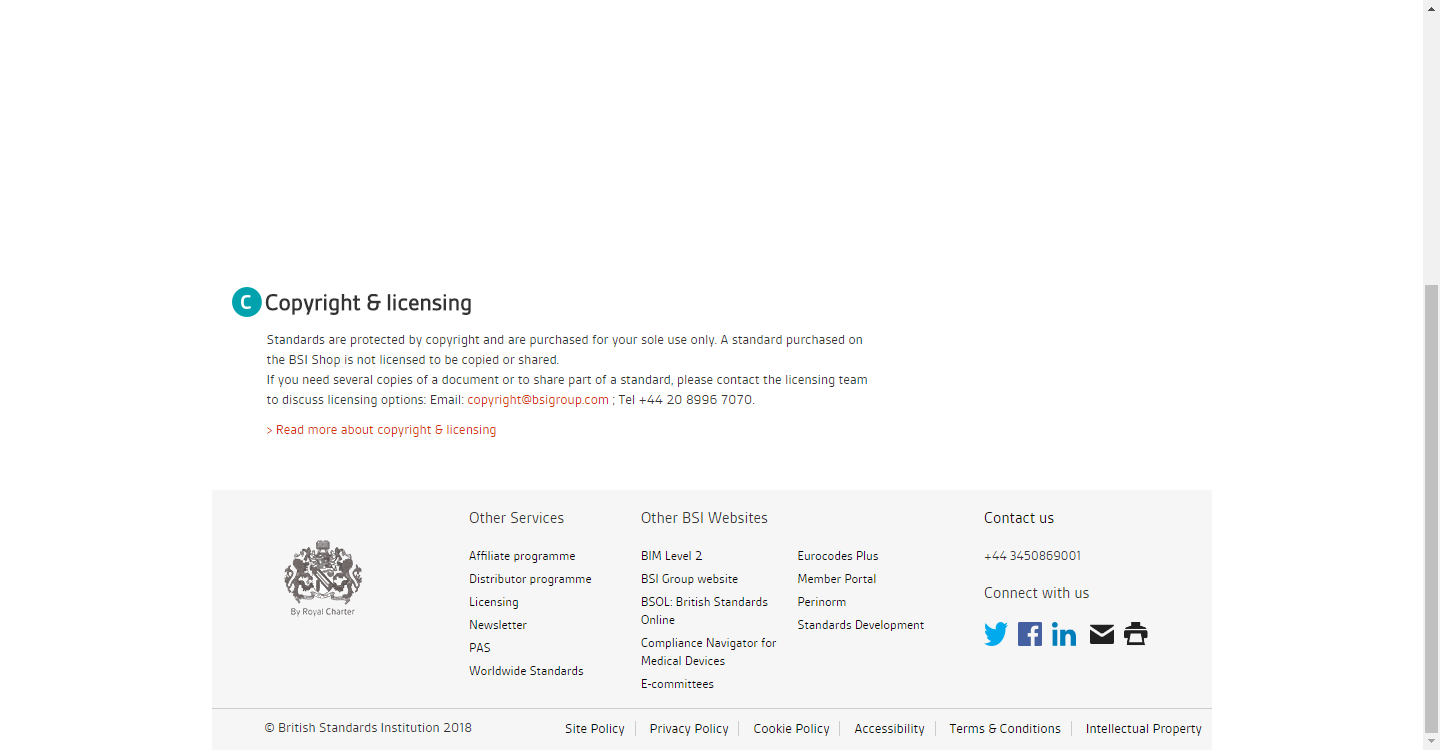 C Copyright & licensing
Standards are protected by copyright and are purchased for your sole use only. A standard purchased on
the BSI Shop is not licensed to be copied or shared.
If you need several copies of a document or to share part of a standard, please contact the licensing team
to discuss licensing options: Email: copyright@bsigroup.com ; Tel +44 20 8996 7070.
> Read more about copyright & licensing
By Royal Charter
Other Services
Affiliate programme
Distributor programme
Licensing
Newsletter
PAS
Worldwide Standards
Other BSI Websites
BIM Level 2
BSI Group website
BSOL: British Standards
Online
Compliance Navigator for
Medical Devices
E-committees
Eurocodes Plus
Member Portal
Perinorm
Standards Development
Contact us
+44 3450869001
Connect with us
© British Standards Institution 2018
Site Policy
Privacy Policy
Cookie Policy
Accessibility
Terms & Conditions
Intellectual Property